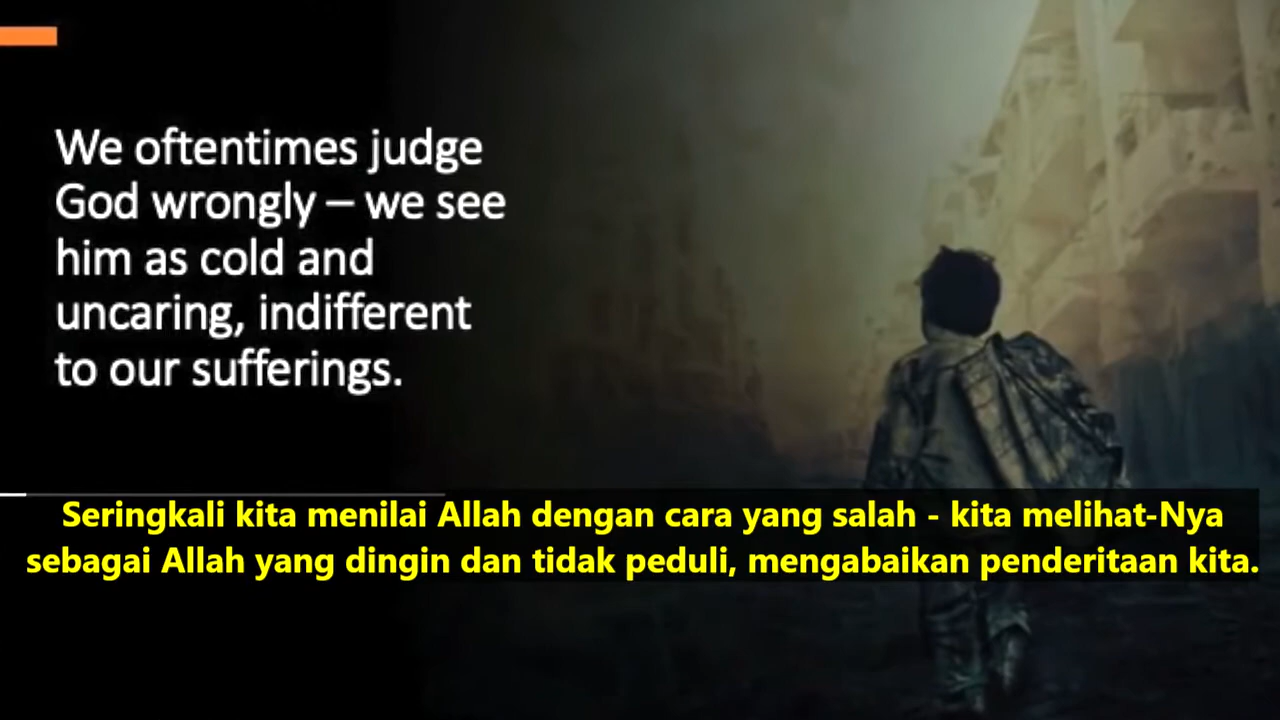 We oftentimes judge
God wrongly – we see
him as cold and
uncaring, indifferent
to our sufferings.
Seringkali kita menilai Allah dengan cara yang salah - kita melihat-Nya
sebagai Allah yang dingin dan tidak peduli, mengabaikan penderitaan kita.